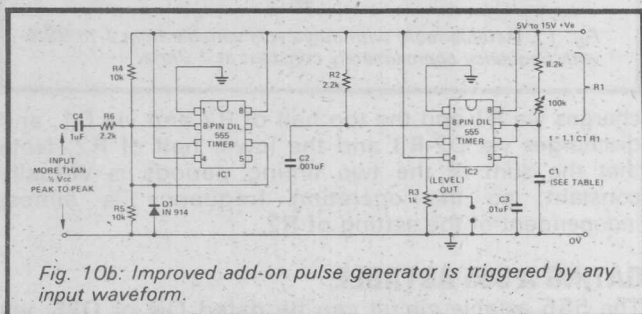 charges
5V to 15V +Ve
R4
10k
R2
2.2k
8.2k
R1
100k
1
8
8 PIN DIL
555
TIMER
4
5
IC1
1
8
8 PIN DIL
555
TIMER
4
5
IC2
C4
1uF
R6
2.2k
INPUT
MORE THAN
⅓ Vcc
PEAK TO PEAK
t = 1.1 C1 R1
C2
.001uF
R5
10k
D1
IN 914
R3
1k
(LEVEL)
OUT
C3
.01uF
C1
(SEE TABLE)
0V
Fig. 10b: Improved add-on pulse generator is triggered by any
input waveform.